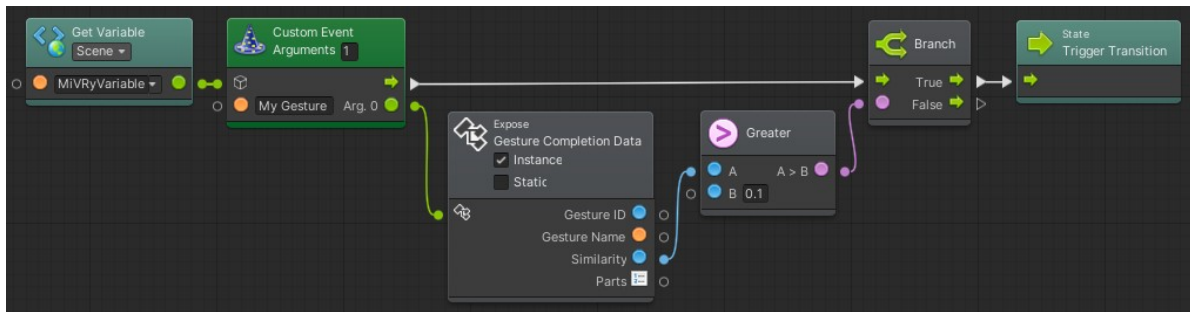 Get Variable
Scene
MiVRyVariable
Custom Event
Arguments 1
My Gesture Arg. 0
Expose
Gesture Completion Data
Instance
Static
Gesture ID
Gesture Name
Similarity
Parts
Greater
A A > B
B 0.1
Branch
True
False
State
Trigger Transition